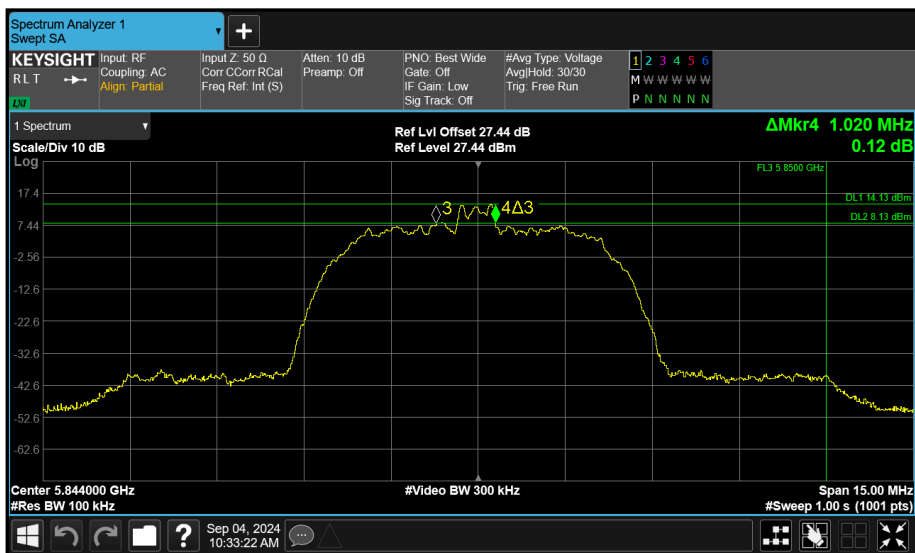 Spectrum Analyzer 1
Swept SA
+
KEYSIGHT
R L T
LXI
Input: RF
Coupling: AC
Align: Partial
Input Z: 50 Ω
Corr CCorr RCal
Freq Ref: Int (S)
Atten: 10 dB
Preamp: Off
PNO: Best Wide
Gate: Off
IF Gain: Low
Sig Track: Off
#Avg Type: Voltage
Avg|Hold: 30/30
Trig: Free Run
1 2 3 4 5 6
M W W W W W
P N N N N N
1 Spectrum
Scale/Div 10 dB
Ref Lvl Offset 27.44 dB
Ref Level 27.44 dBm
ΔMkr4 1.020 MHz
0.12 dB
Log
FL3 5.8500 GHz
17.4
DL1 14.13 dBm
3
4Δ3
DL2 8.13 dBm
7.44
-2.56
-12.6
-22.6
-32.6
-42.6
-52.6
-62.6
Center 5.844000 GHz
#Video BW 300 kHz
Span 15.00 MHz
#Res BW 100 kHz
#Sweep 1.00 s (1001 pts)
?
Sep 04, 2024
10:33:22 AM